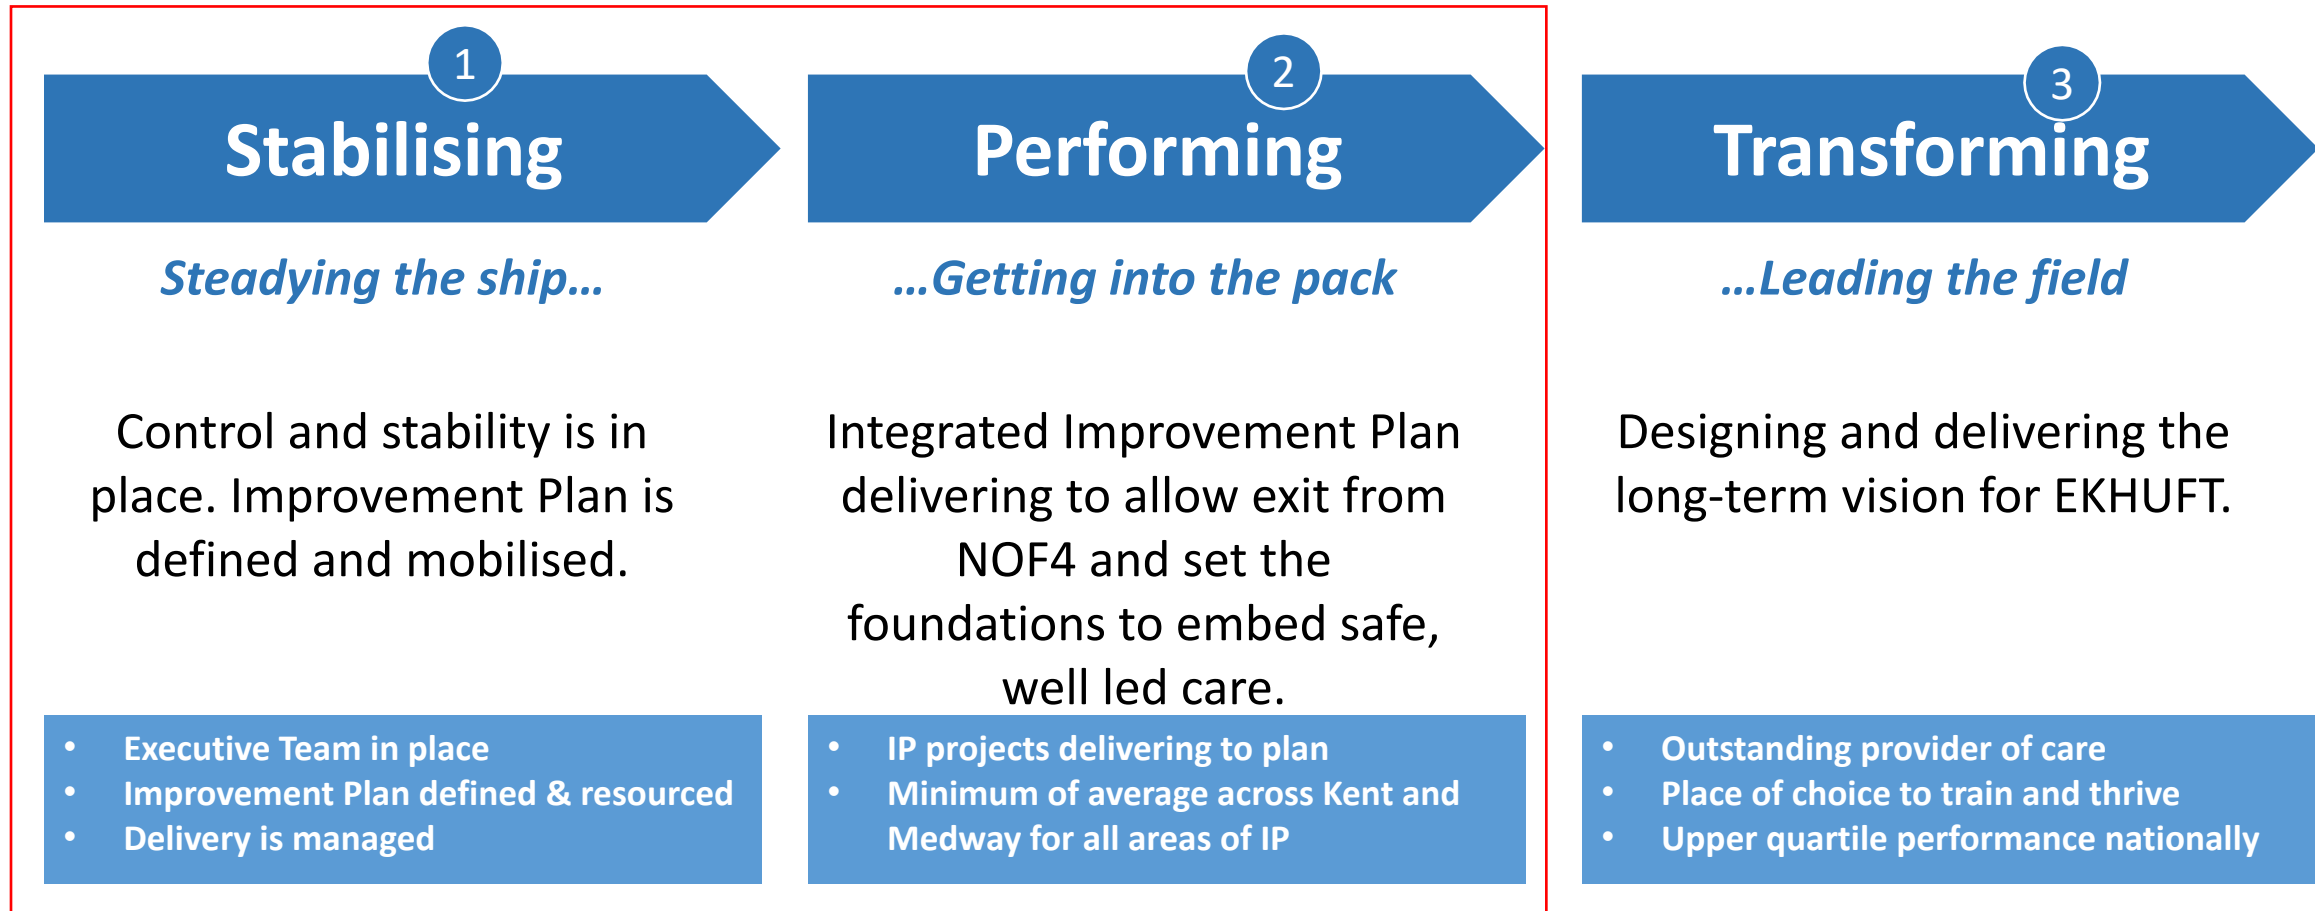 1
Stabilising
Steadying the ship…
Control and stability is in
place. Improvement Plan is
defined and mobilised.
• Executive Team in place
• Improvement Plan defined & resourced
• Delivery is managed
2
Performing
…Getting into the pack
Integrated Improvement Plan
delivering to allow exit from
NOF4 and set the
foundations to embed safe,
well led care.
• IP projects delivering to plan
• Minimum of average across Kent and
Medway for all areas of IP
3
Transforming
…Leading the field
Designing and delivering the
long-term vision for EKHUFT.
• Outstanding provider of care
• Place of choice to train and thrive
• Upper quartile performance nationally